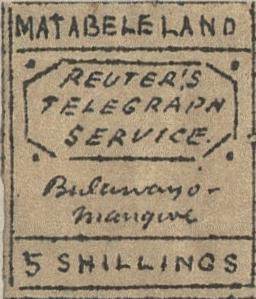 MATABELELAND
REUTER'S
TELEGRAPH
SERVICE.
Bulawayo-
Mangwe
5 SHILLINGS